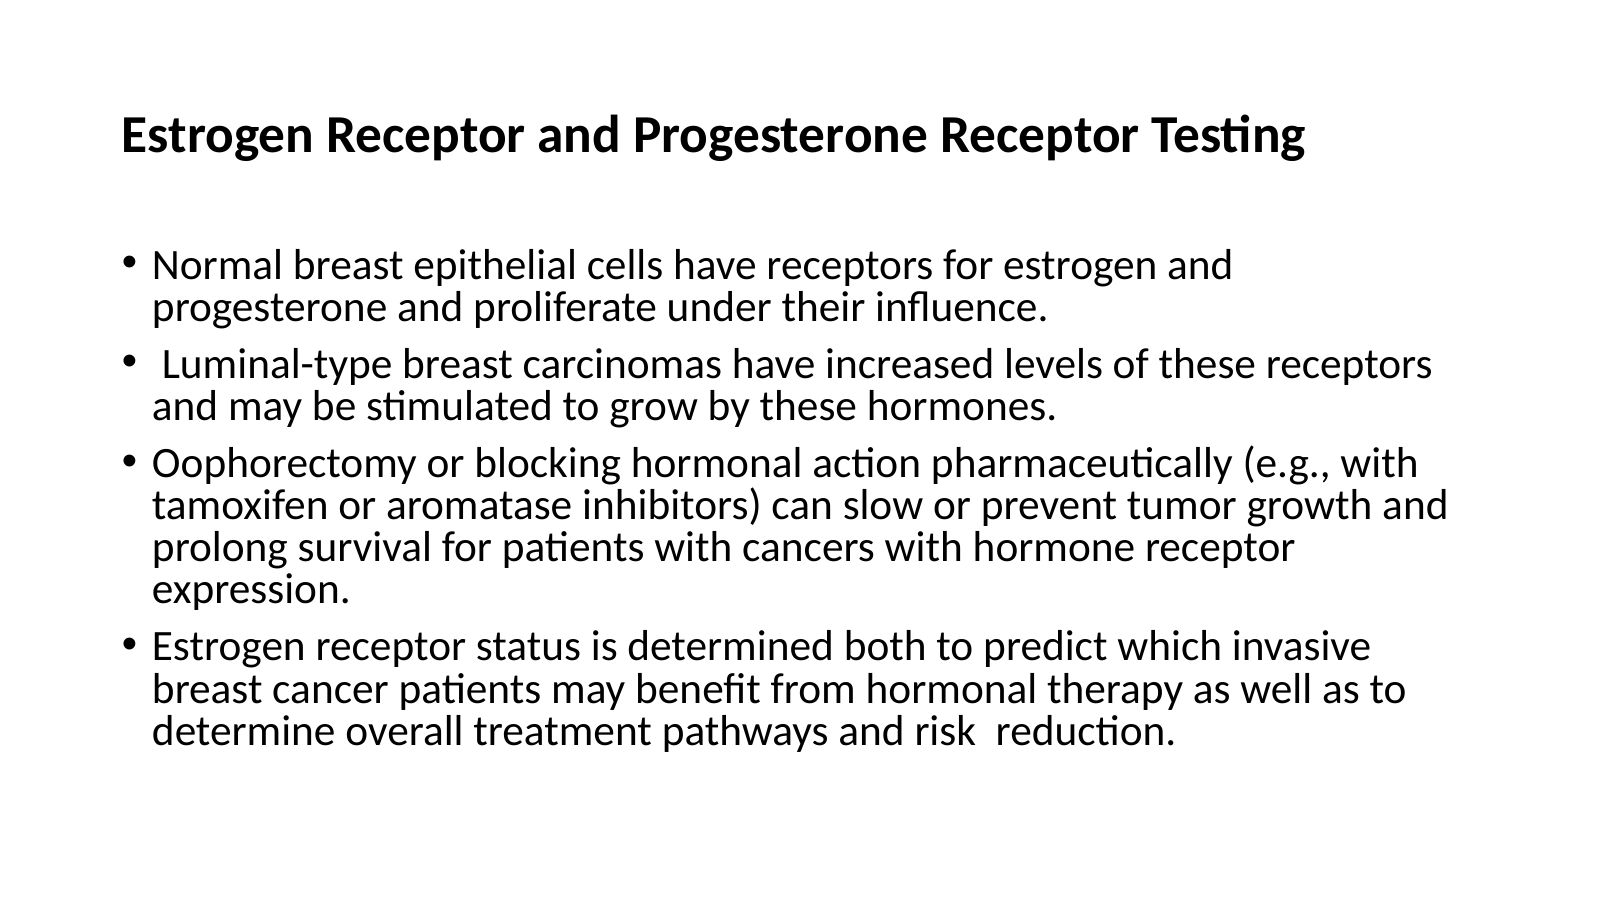 Estrogen Receptor and Progesterone Receptor Testing
• Normal breast epithelial cells have receptors for estrogen and
progesterone and proliferate under their influence.
• Luminal-type breast carcinomas have increased levels of these receptors
and may be stimulated to grow by these hormones.
• Oophorectomy or blocking hormonal action pharmaceutically (e.g., with
tamoxifen or aromatase inhibitors) can slow or prevent tumor growth and
prolong survival for patients with cancers with hormone receptor
expression.
• Estrogen receptor status is determined both to predict which invasive
breast cancer patients may benefit from hormonal therapy as well as to
determine overall treatment pathways and risk  reduction.